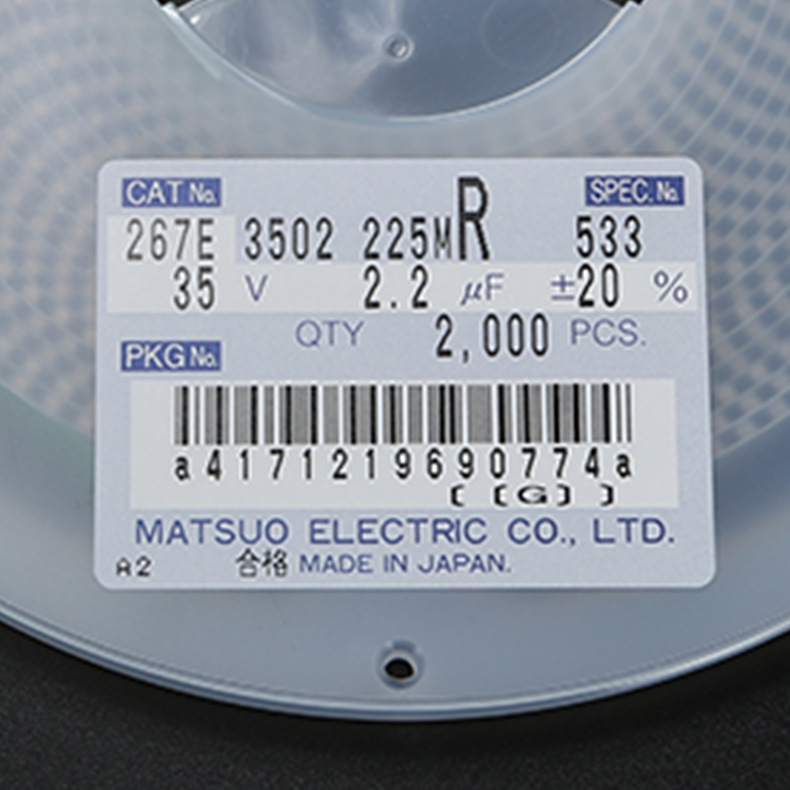 CAT No. SPEC. No.
267E 3502 225MR 533
35 V 2.2 μF ±20 %
QTY 2,000 PCS.
PKG No.
a4171219690774a
[ [G] ]
MATSUO ELECTRIC CO., LTD.
A2 合格 MADE IN JAPAN.